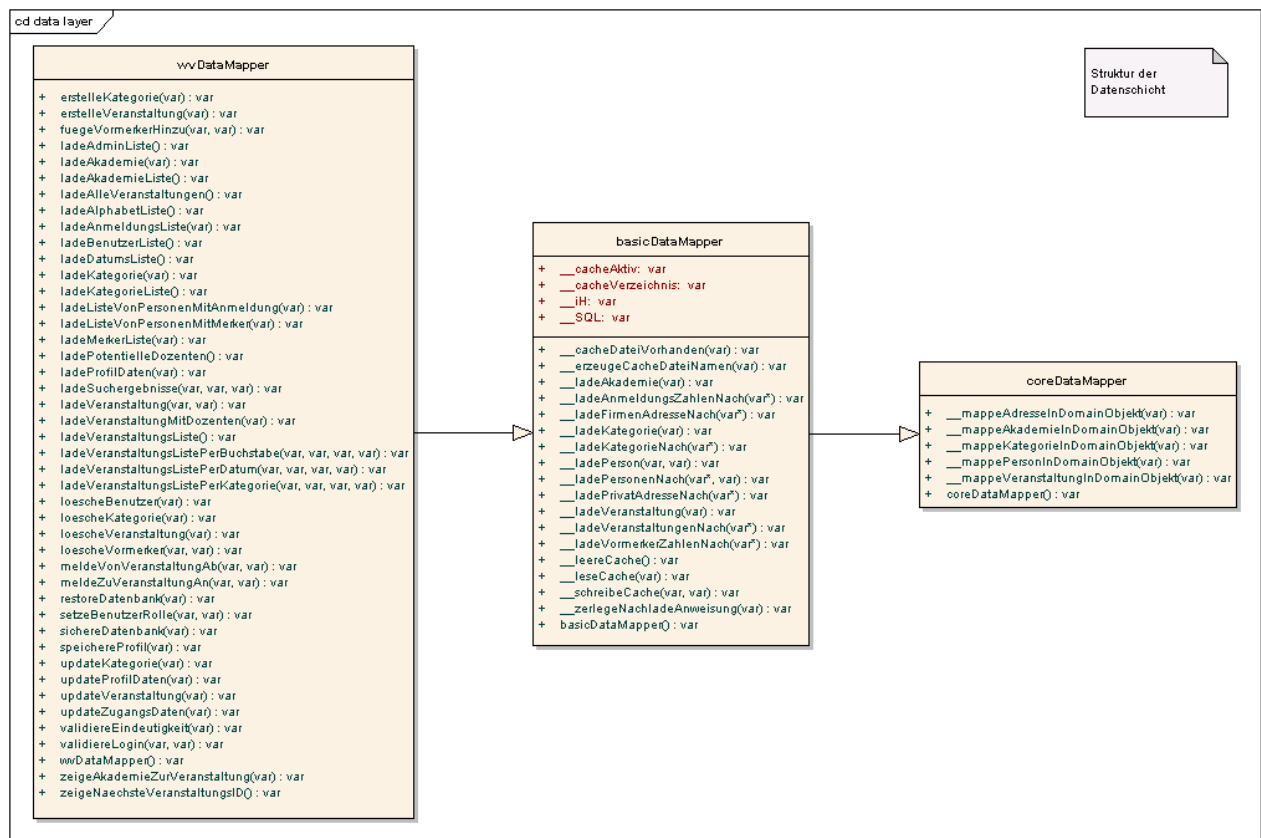 cd data layer
wvDataMapper
+ erstelleKategorie(var) : var
+ erstelleVeranstaltung(var) : var
+ fuegeVormerkerHinzu(var, var) : var
+ ladeAdminListe() : var
+ ladeAkademie(var) : var
+ ladeAkademieListe() : var
+ ladeAlleVeranstaltungen() : var
+ ladeAlphabetListe() : var
+ ladeAnmeldungsListe(var) : var
+ ladeBenutzerListe() : var
+ ladeDatumsListe() : var
+ ladeKategorie(var) : var
+ ladeKategorieListe() : var
+ ladeListeVonPersonenMitAnmeldung(var) : var
+ ladeListeVonPersonenMitMerker(var) : var
+ ladeMerkerListe(var) : var
+ ladePotentielleDozenten() : var
+ ladeProfilDaten(var) : var
+ ladeSuchergebnisse(var, var, var) : var
+ ladeVeranstaltung(var, var) : var
+ ladeVeranstaltungMitDozenten(var) : var
+ ladeVeranstaltungsListe() : var
+ ladeVeranstaltungsListePerBuchstabe(var, var, var, var) : var
+ ladeVeranstaltungsListePerDatum(var, var, var, var) : var
+ ladeVeranstaltungsListePerKategorie(var, var, var, var) : var
+ loescheBenutzer(var) : var
+ loescheKategorie(var) : var
+ loescheVeranstaltung(var) : var
+ loescheVormerker(var, var) : var
+ meldeVonVeranstaltungAb(var, var) : var
+ meldeZuVeranstaltungAn(var, var) : var
+ restoreDatenbank(var) : var
+ setzeBenutzerRolle(var, var) : var
+ sichereDatenbank(var) : var
+ speichereProfil(var) : var
+ updateKategorie(var) : var
+ updateProfilDaten(var) : var
+ updateVeranstaltung(var) : var
+ updateZugangsDaten(var) : var
+ validiereEindeutigkeit(var) : var
+ validiereLogin(var, var) : var
+ wvDataMapper() : var
+ zeigeAkademieZurVeranstaltung(var) : var
+ zeigeNaechsteVeranstaltungsID() : var
basicDataMapper
+ __cacheAktiv: var
+ __cacheVerzeichnis: var
+ __iH: var
+ __SQL: var
+ __cacheDateiVorhanden(var) : var
+ __erzeugeCacheDateiNamen(var) : var
+ __ladeAkademie(var) : var
+ __ladeAnmeldungsZahlenNach(var*) : var
+ __ladeFirmenAdresseNach(var*) : var
+ __ladeKategorie(var) : var
+ __ladeKategorieNach(var*) : var
+ __ladePerson(var, var) : var
+ __ladePersonenNach(var*, var) : var
+ __ladePrivatAdresseNach(var*) : var
+ __ladeVeranstaltung(var) : var
+ __ladeVeranstaltungenNach(var*) : var
+ __ladeVormerkerZahlenNach(var*) : var
+ __leereCache() : var
+ __leseCache(var) : var
+ __schreibeCache(var, var) : var
+ __zerlegeNachladeAnweisung(var) : var
+ basicDataMapper() : var
Struktur der
Datenschicht
coreDataMapper
+ __mappeAdresseInDomainObjekt(var) : var
+ __mappeAkademieInDomainObjekt(var) : var
+ __mappeKategorieInDomainObjekt(var) : var
+ __mappePersonInDomainObjekt(var) : var
+ __mappeVeranstaltungInDomainObjekt(var) : var
+ coreDataMapper() : var